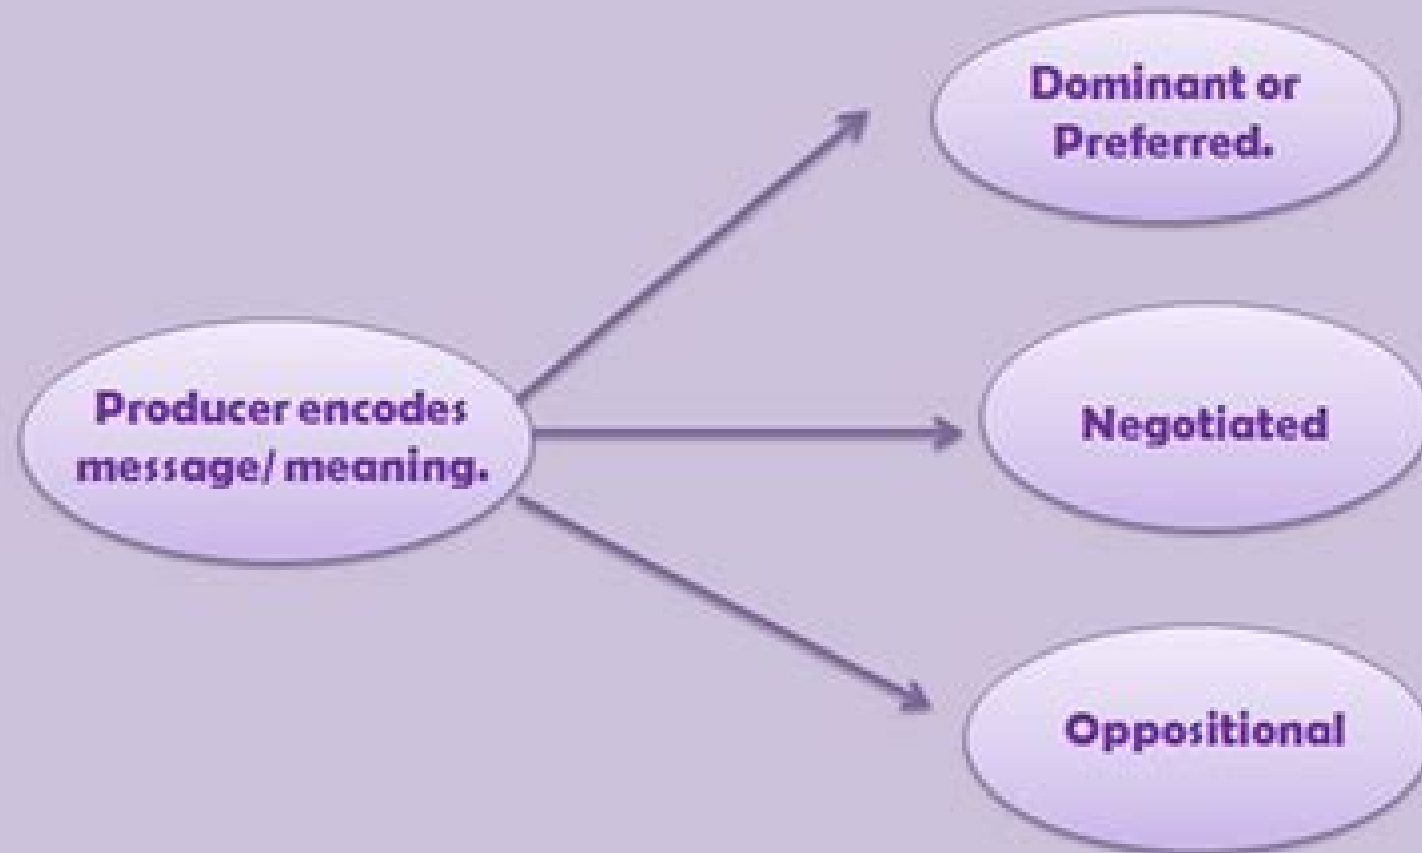 Dominant or
Preferred.
Producer encodes
message/ meaning.
Negotiated
Oppositional